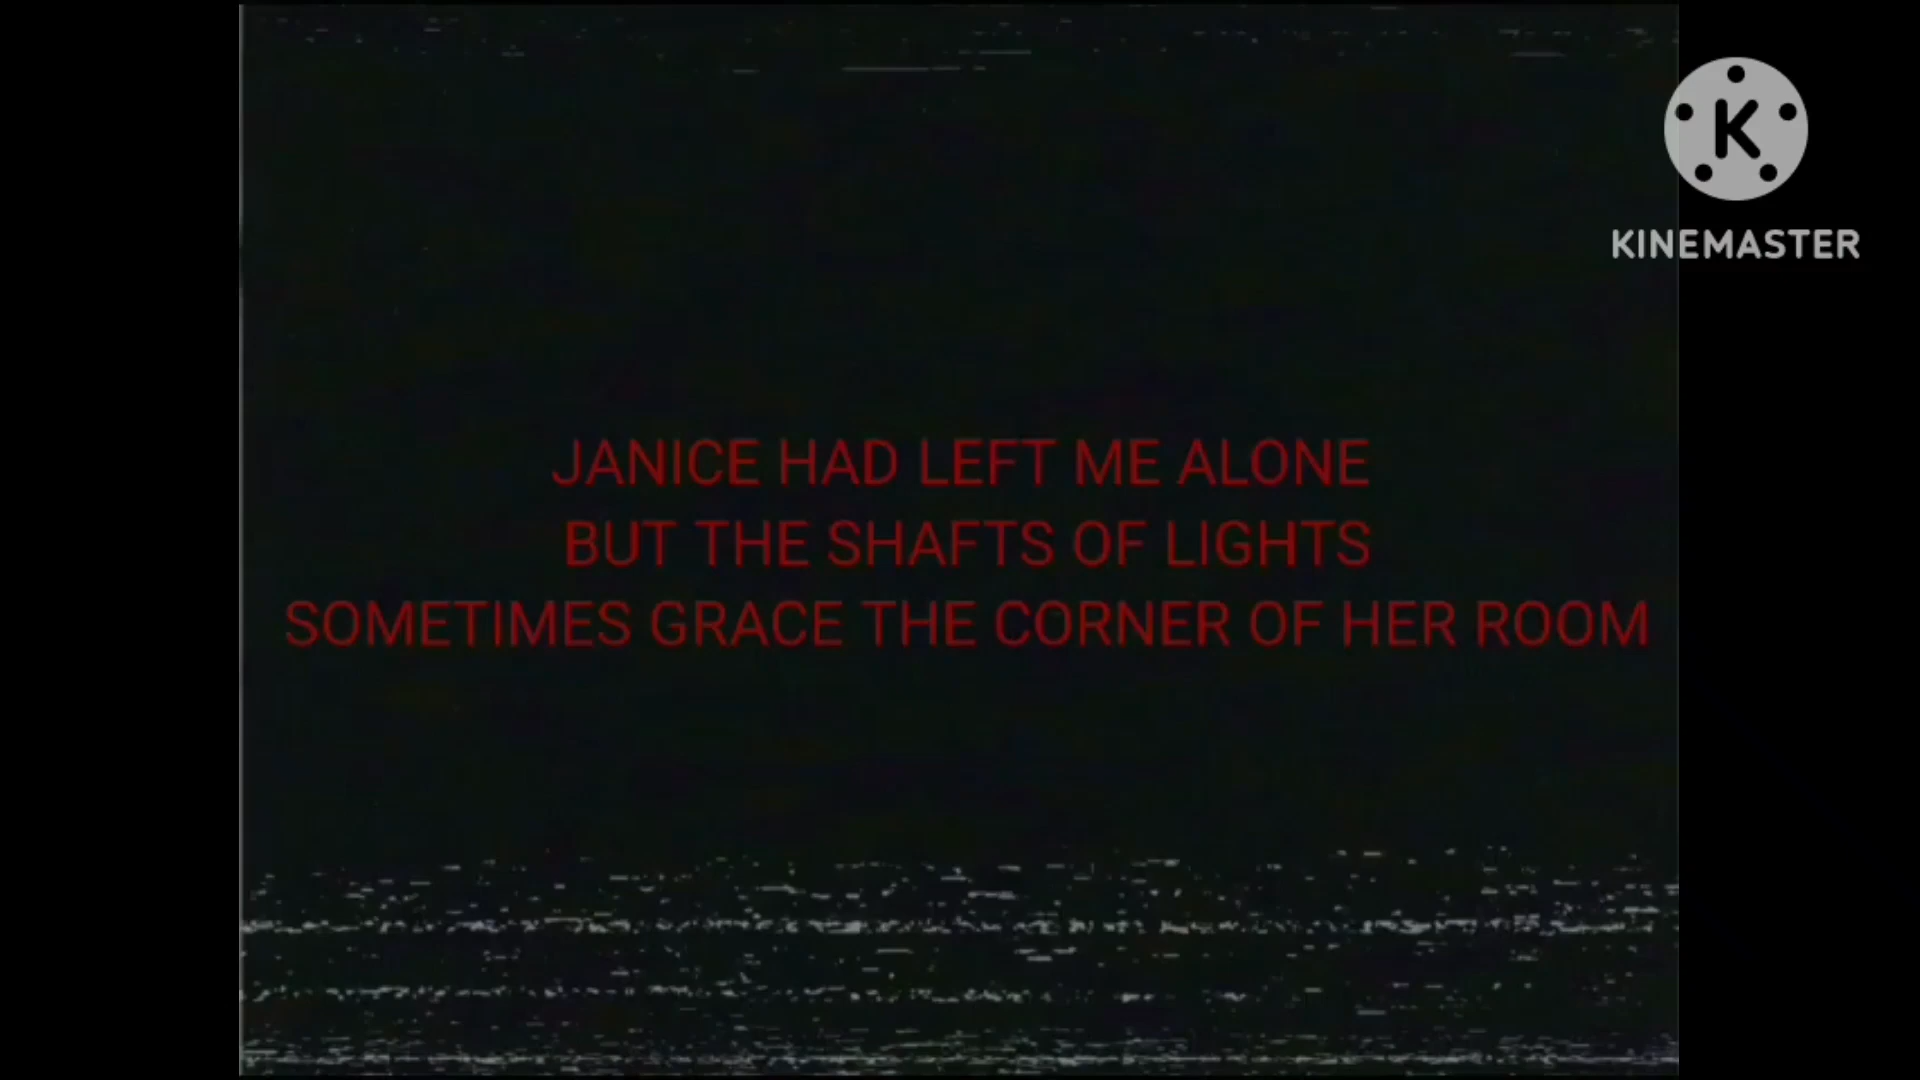 JANICE HAD LEFT ME ALONE
BUT THE SHAFTS OF LIGHTS
SOMETIMES GRACE THE CORNER OF HER ROOM
K
KINEMASTER